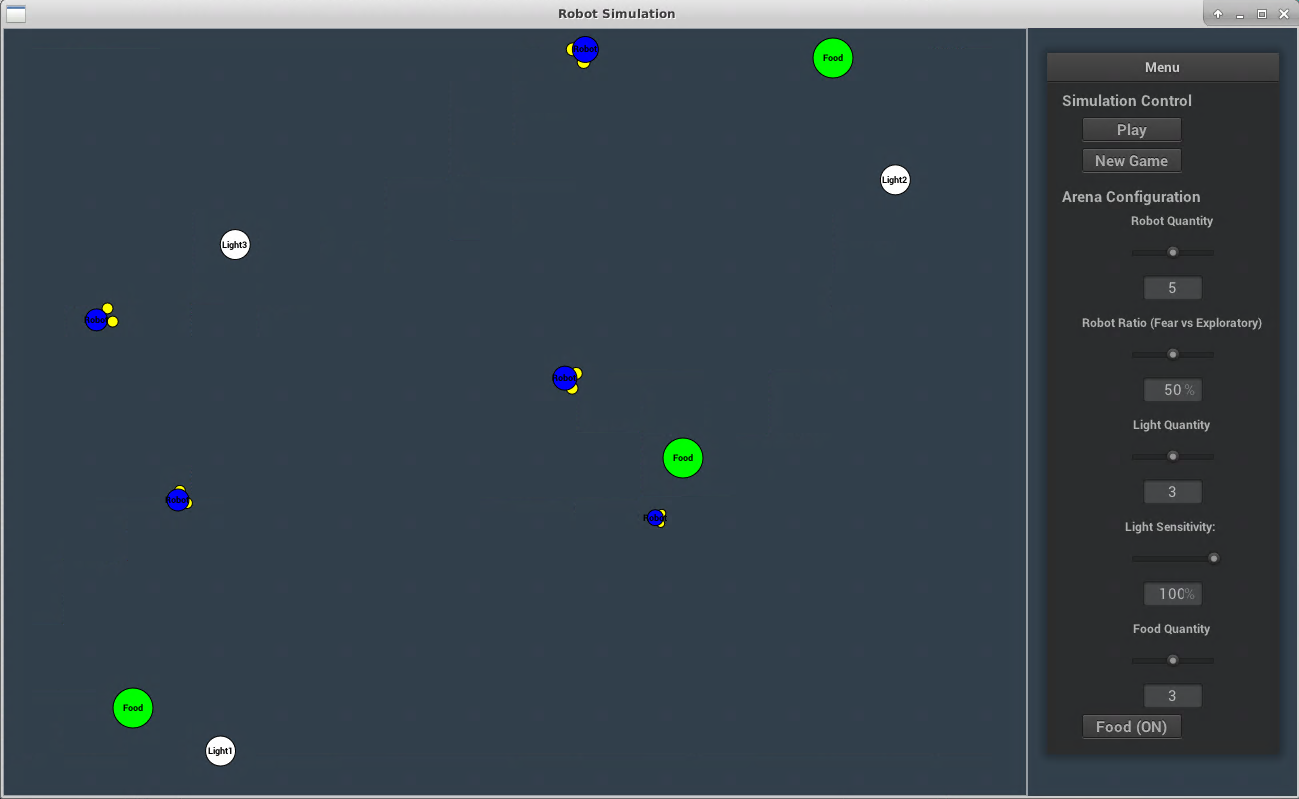 Robot Simulation
Robot
Food
Light2
Light3
Robot
Robot
Food
Robot
Robot
Food
Light1
Menu
Simulation Control
Play
New Game
Arena Configuration
Robot Quantity
5
Robot Ratio (Fear vs Exploratory)
50 %
Light Quantity
3
Light Sensitivity:
100%
Food Quantity
3
Food (ON)